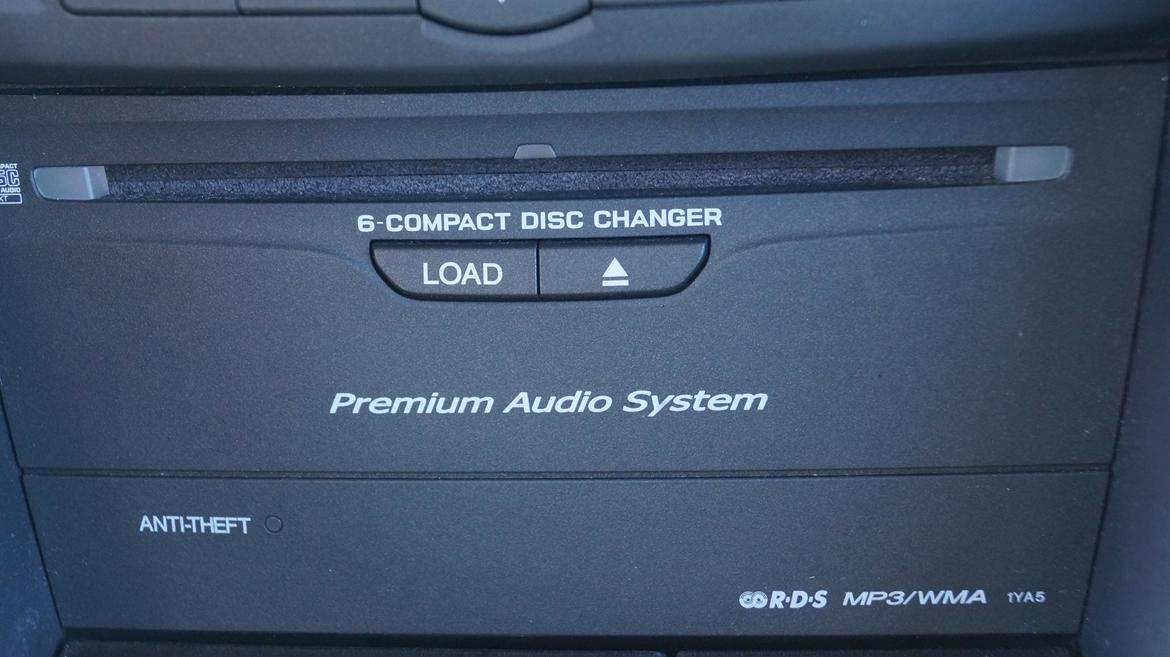 6-COMPACT DISC CHANGER
LOAD
Premium Audio System
ANTI-THEFT
R·D·S MP3/WMA 1YA5